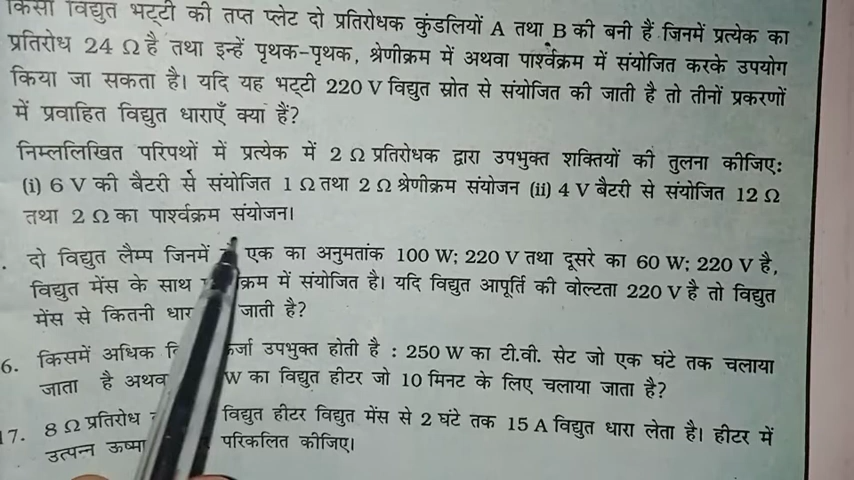 किसी विद्युत भट्टी की तप्त प्लेट दो प्रतिरोधक कुंडलियों A तथा B की बनी हैं जिनमें प्रत्येक का
प्रतिरोध 24 Ω है तथा इन्हें पृथक-पृथक, श्रेणीक्रम में अथवा पार्श्वक्रम में संयोजित करके उपयोग
किया जा सकता है। यदि यह भट्टी 220 V विद्युत स्रोत से संयोजित की जाती है तो तीनों प्रकरणों
में प्रवाहित विद्युत धाराएँ क्या हैं?
निम्नलिखित परिपथों में प्रत्येक में 2 Ω प्रतिरोधक द्वारा उपभुक्त शक्तियों की तुलना कीजिए:
(i) 6 V की बैटरी से संयोजित 1 Ω तथा 2 Ω श्रेणीक्रम संयोजन (ii) 4 V बैटरी से संयोजित 12 Ω
तथा 2 Ω का पार्श्वक्रम संयोजन।
दो विद्युत लैम्प जिनमें एक का अनुमतांक 100 W; 220 V तथा दूसरे का 60 W; 220 V है,
विद्युत मेंस के साथ क्रम में संयोजित है। यदि विद्युत आपूर्ति की वोल्टता 220 V है तो विद्युत
मेंस से कितनी जाती है?
6. किसमें अधिक उपभुक्त होती है : 250 W का टी.वी. सेट जो एक घंटे तक चलाया
जाता है W का विद्युत हीटर जो 10 मिनट के लिए चलाया जाता है?
17. 8 Ω प्रतिरोध विद्युत हीटर विद्युत मेंस से 2 घंटे तक 15 A विद्युत धारा लेता है। हीटर में
उत्पन्न ऊष्मा परिकलित कीजिए।